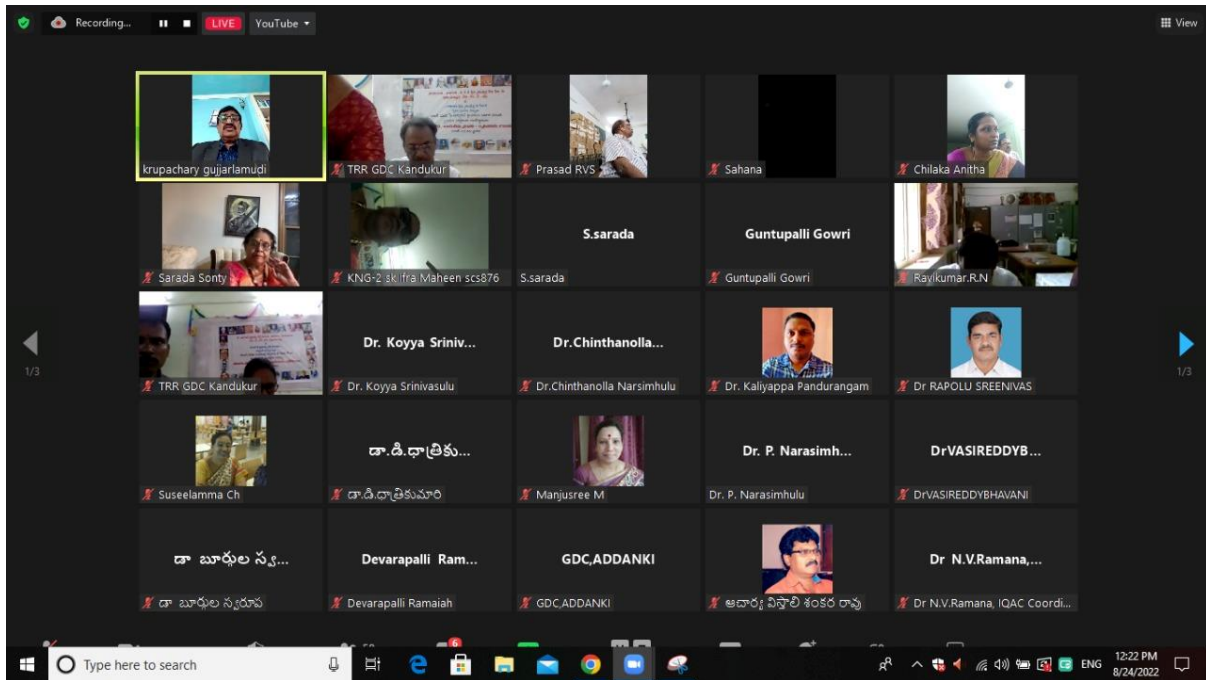 Recording...
LIVE
YouTube
View
krupachary gujjarlamudi
TRR GDC Kandukur
Prasad RVS
Sahana
Chilaka Anitha
Sarada Sonty
KNG-2 sk ifra Maheen scs876
S.sarada
S.sarada
Guntupalli Gowri
Guntupalli Gowri
Ravikumar.R.N
1/3
TRR GDC Kandukur
Dr. Koyya Sriniv...
Dr. Koyya Srinivasulu
Dr.Chinthanolla...
Dr.Chinthanolla Narsimhulu
Dr. Kaliyappa Pandurangam
Dr RAPOLU SREENIVAS
1/3
Suseelamma Ch
డా.డి.ధాత్రికు...
డా.డి.ధాత్రికుమారి
Manjusree M
Dr. P. Narasimh...
Dr. P. Narasimhulu
DrVASIREDDYB...
DrVASIREDDYBHAVANI
డా బూర్గుల స్వ...
డా బూర్గుల స్వరూప
Devarapalli Ram...
Devarapalli Ramaiah
GDC,ADDANKI
GDC,ADDANKI
ఆచార్య విస్తాలి శంకర రావు
Dr N.V.Ramana,...
Dr N.V.Ramana, IQAC Coordi...
6
Type here to search
ENG
12:22 PM
8/24/2022